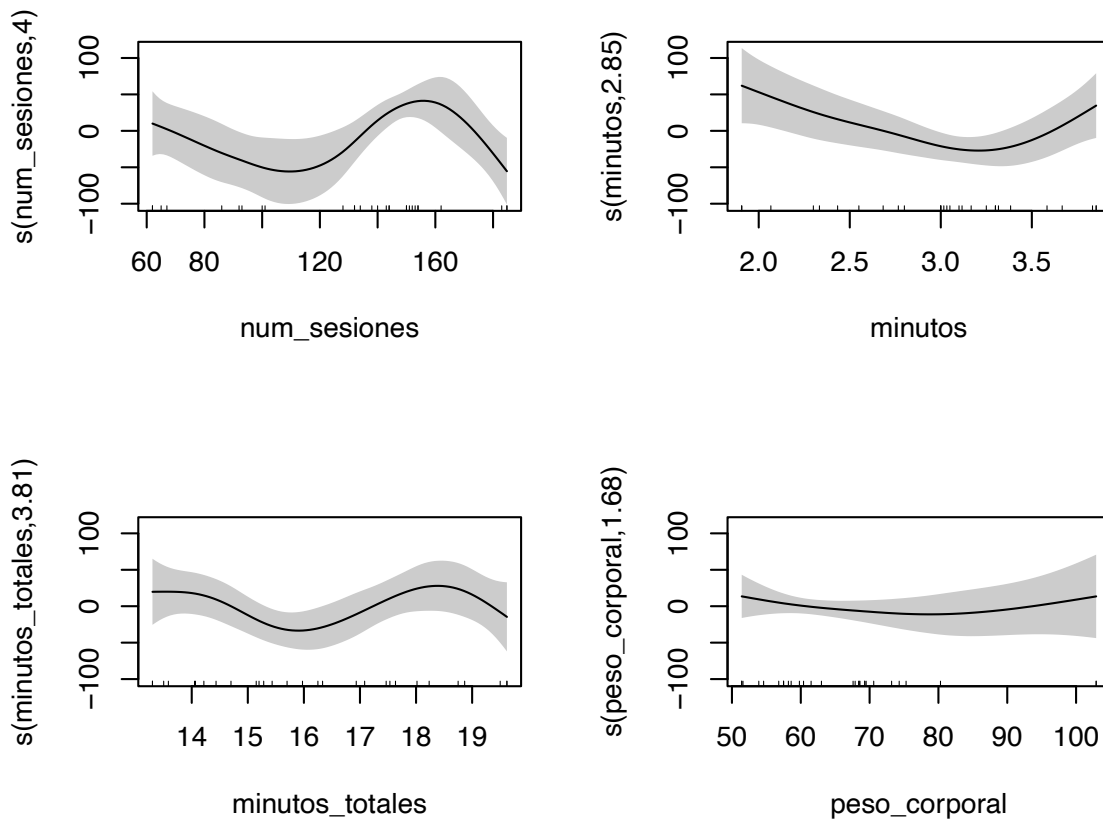 s(num_sesiones,4)
100
0
−100
60 80 120 160
num_sesiones
s(minutos,2.85)
100
0
−100
2.0 2.5 3.0 3.5
minutos
s(minutos_totales,3.81)
100
0
−100
14 15 16 17 18 19
minutos_totales
s(peso_corporal,1.68)
100
0
−100
50 60 70 80 90 100
peso_corporal